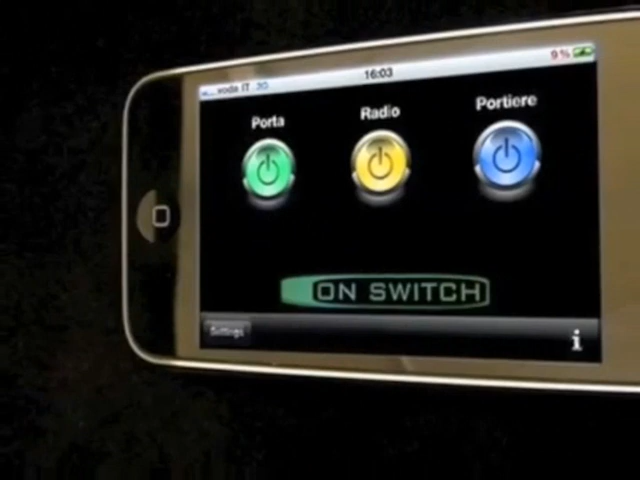 voda IT 3G 16:03 9%
Porta Radio Portiere
ON SWITCH
Settings i